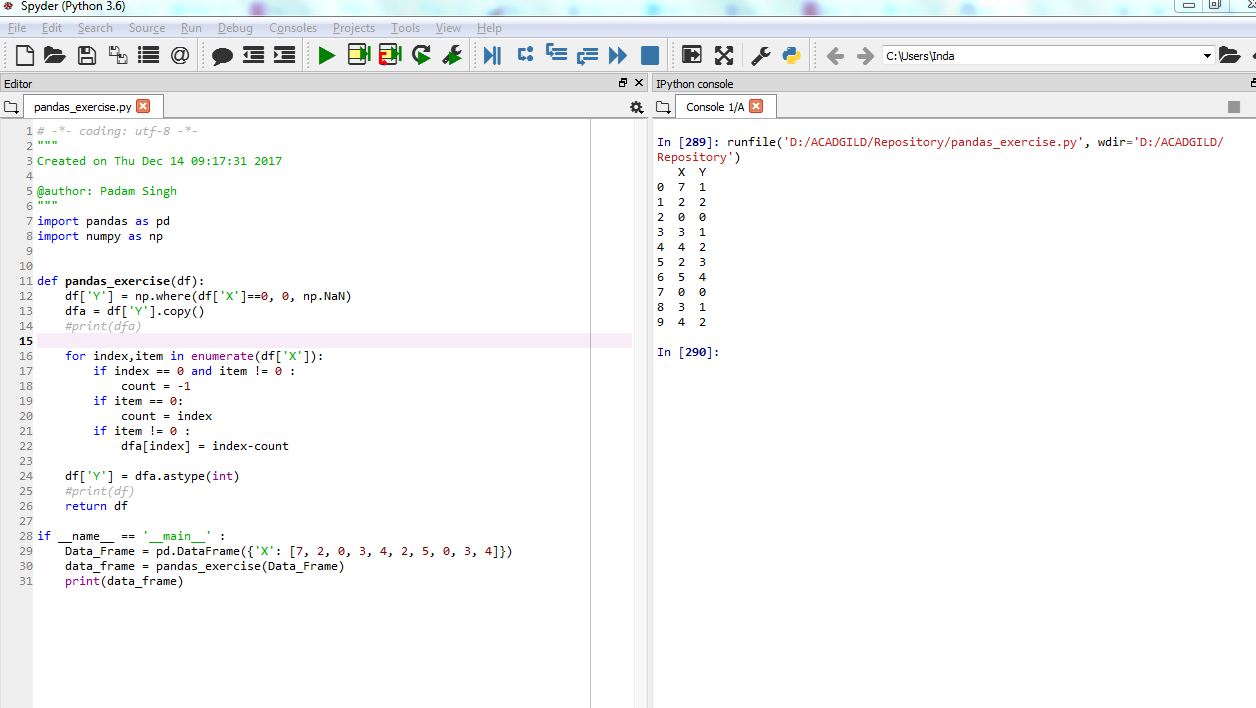 Spyder (Python 3.6)
File Edit Search Source Run Debug Consoles Projects Tools View Help
C:\Users\Inda
Editor
pandas_exercise.py
1 # -*- coding: utf-8 -*-
2 """
3 Created on Thu Dec 14 09:17:31 2017
4
5 @author: Padam Singh
6 """
7 import pandas as pd
8 import numpy as np
9
10
11 def pandas_exercise(df):
12     df['Y'] = np.where(df['X']==0, 0, np.NaN)
13     dfa = df['Y'].copy()
14     #print(dfa)
15
16     for index,item in enumerate(df['X']):
17         if index == 0 and item != 0 :
18             count = -1
19         if item == 0:
20             count = index
21         if item != 0 :
22             dfa[index] = index-count
23
24     df['Y'] = dfa.astype(int)
25     #print(df)
26     return df
27
28 if __name__ == '__main__' :
29     Data_Frame = pd.DataFrame({'X': [7, 2, 0, 3, 4, 2, 5, 0, 3, 4]})
30     data_frame = pandas_exercise(Data_Frame)
31     print(data_frame)
IPython console
Console 1/A
In [289]: runfile('D:/ACADGILD/Repository/pandas_exercise.py', wdir='D:/ACADGILD/
Repository')
   X  Y
0  7  1
1  2  2
2  0  0
3  3  1
4  4  2
5  2  3
6  5  4
7  0  0
8  3  1
9  4  2
In [290]: